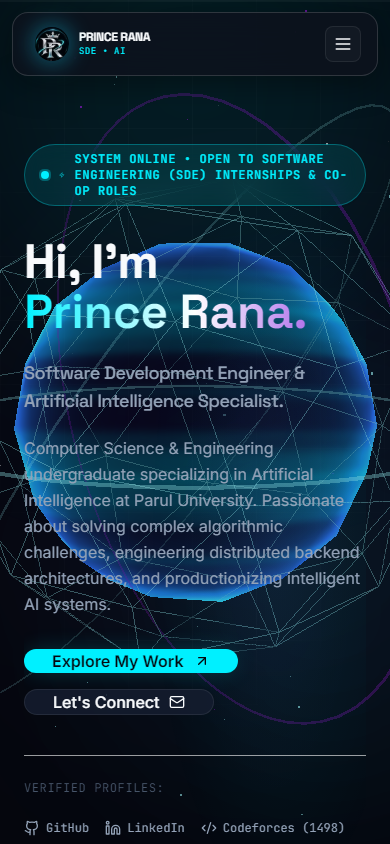 PRINCE RANA
SDE • AI
SYSTEM ONLINE • OPEN TO SOFTWARE
ENGINEERING (SDE) INTERNSHIPS & CO-
OP ROLES
Hi, I'm
Prince Rana.
Software Development Engineer &
Artificial Intelligence Specialist.
Computer Science & Engineering
undergraduate specializing in Artificial
Intelligence at Parul University. Passionate
about solving complex algorithmic
challenges, engineering distributed backend
architectures, and productionizing intelligent
AI systems.
Explore My Work
Let's Connect
VERIFIED PROFILES:
GitHub LinkedIn Codeforces (1498)